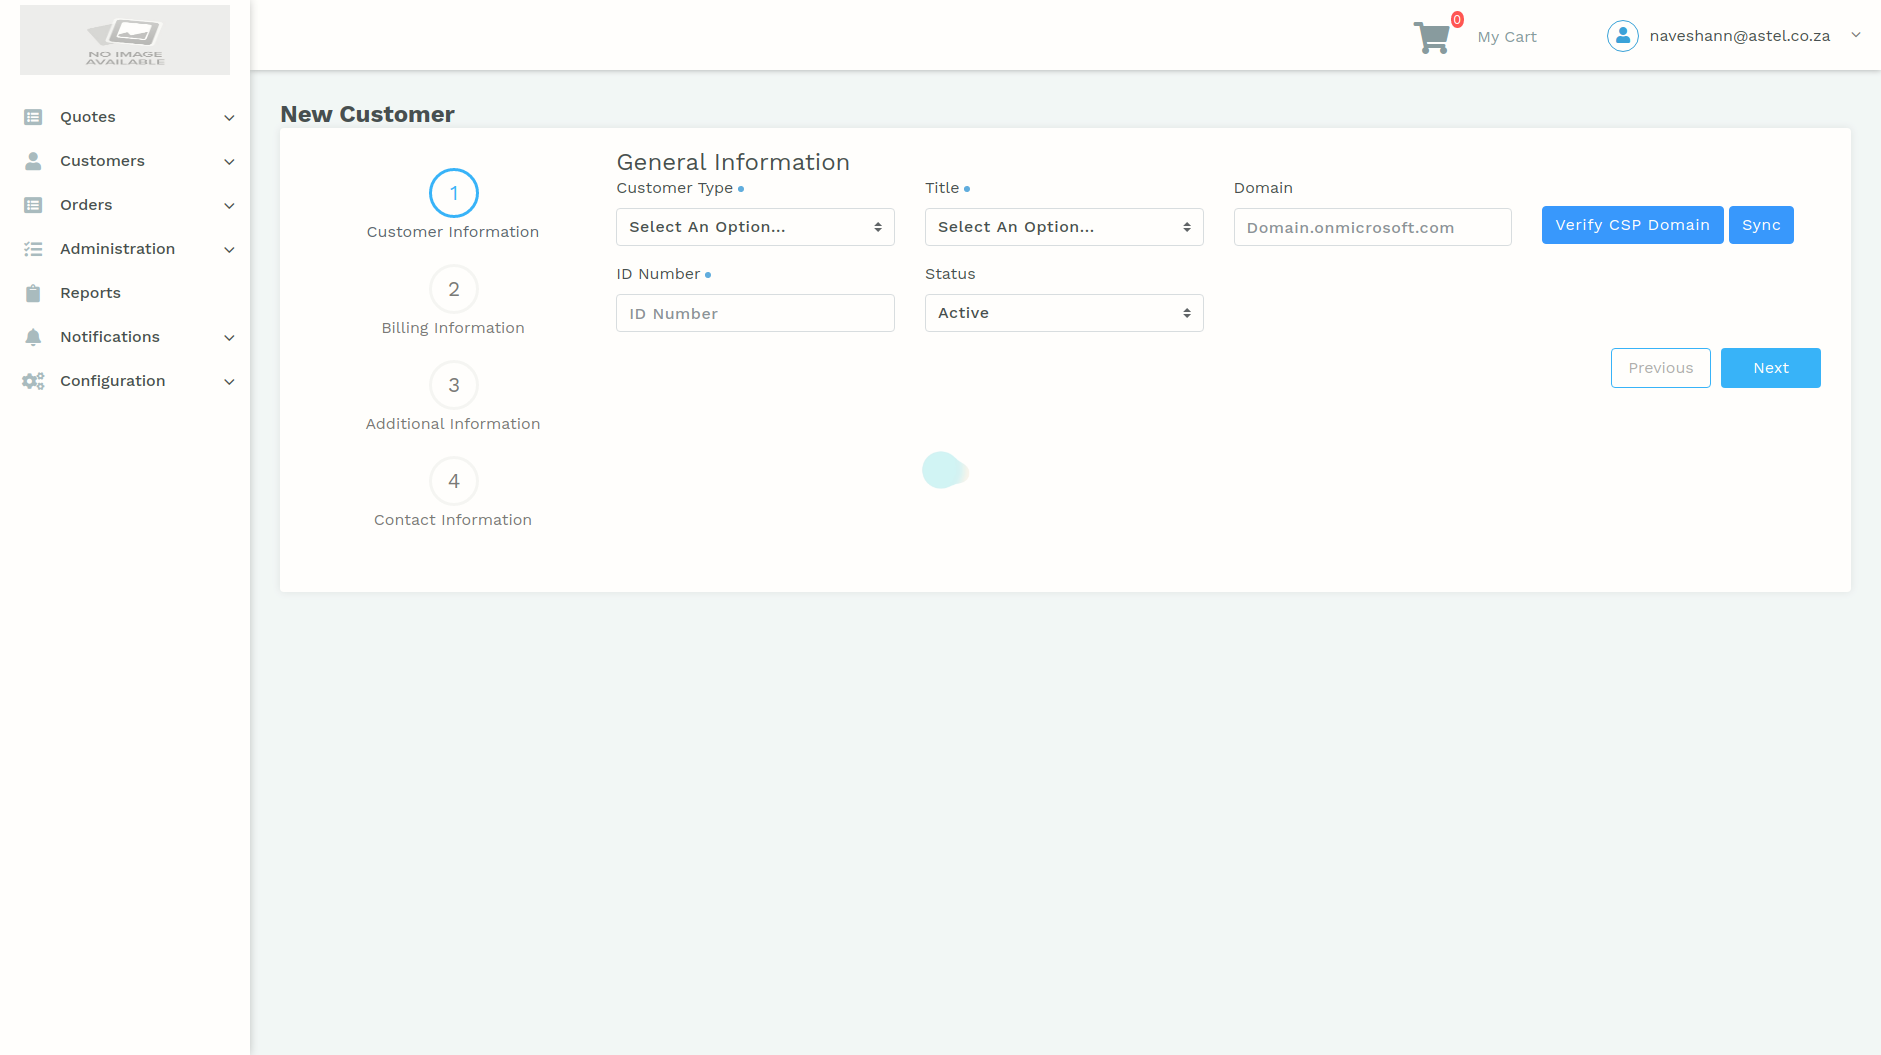 NO IMAGE
AVAILABLE
0
My Cart
naveshann@astel.co.za
Quotes
Customers
Orders
Administration
Reports
Notifications
Configuration
New Customer
1
Customer Information
2
Billing Information
3
Additional Information
4
Contact Information
General Information
Customer Type
Title
Domain
Select An Option...
Select An Option...
Domain.onmicrosoft.com
Verify CSP Domain
Sync
ID Number
Status
ID Number
Active
Previous
Next